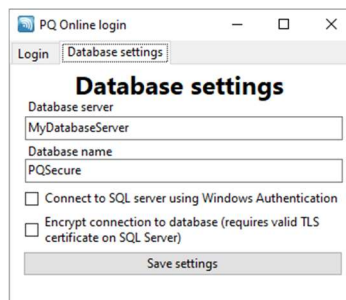 PQ Online login
Login Database settings
Database settings
Database server
MyDatabaseServer
Database name
PQSecure
Connect to SQL server using Windows Authentication
Encrypt connection to database (requires valid TLS
certificate on SQL Server)
Save settings